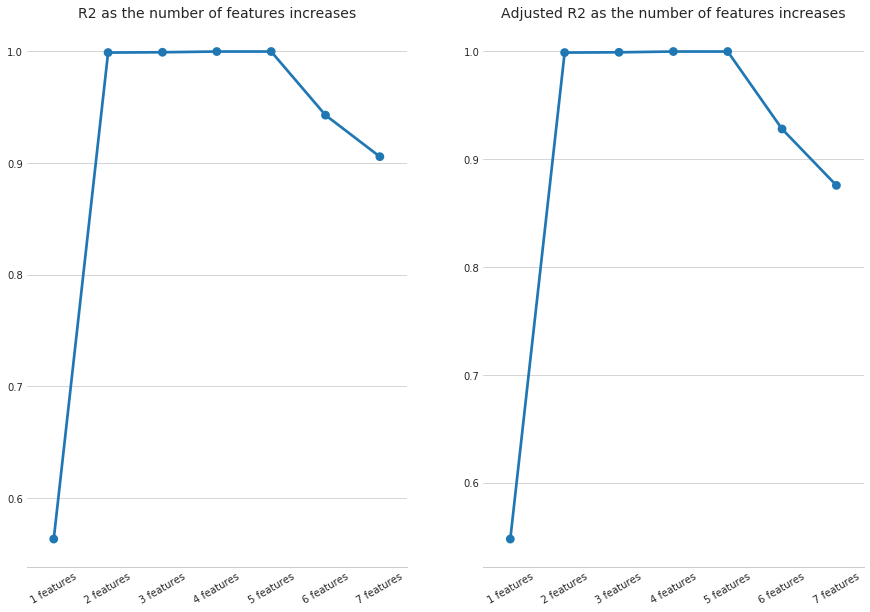 R2 as the number of features increases
1.0
0.9
0.8
0.7
0.6
1 features
2 features
3 features
4 features
5 features
6 features
7 features
Adjusted R2 as the number of features increases
1.0
0.9
0.8
0.7
0.6
1 features
2 features
3 features
4 features
5 features
6 features
7 features